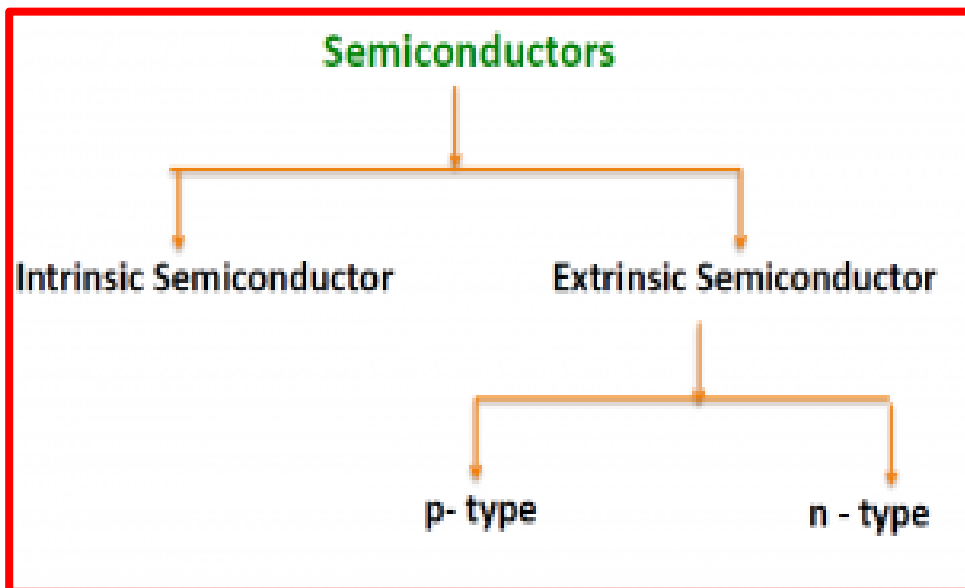 Semiconductors
Intrinsic Semiconductor
Extrinsic Semiconductor
p- type
n - type